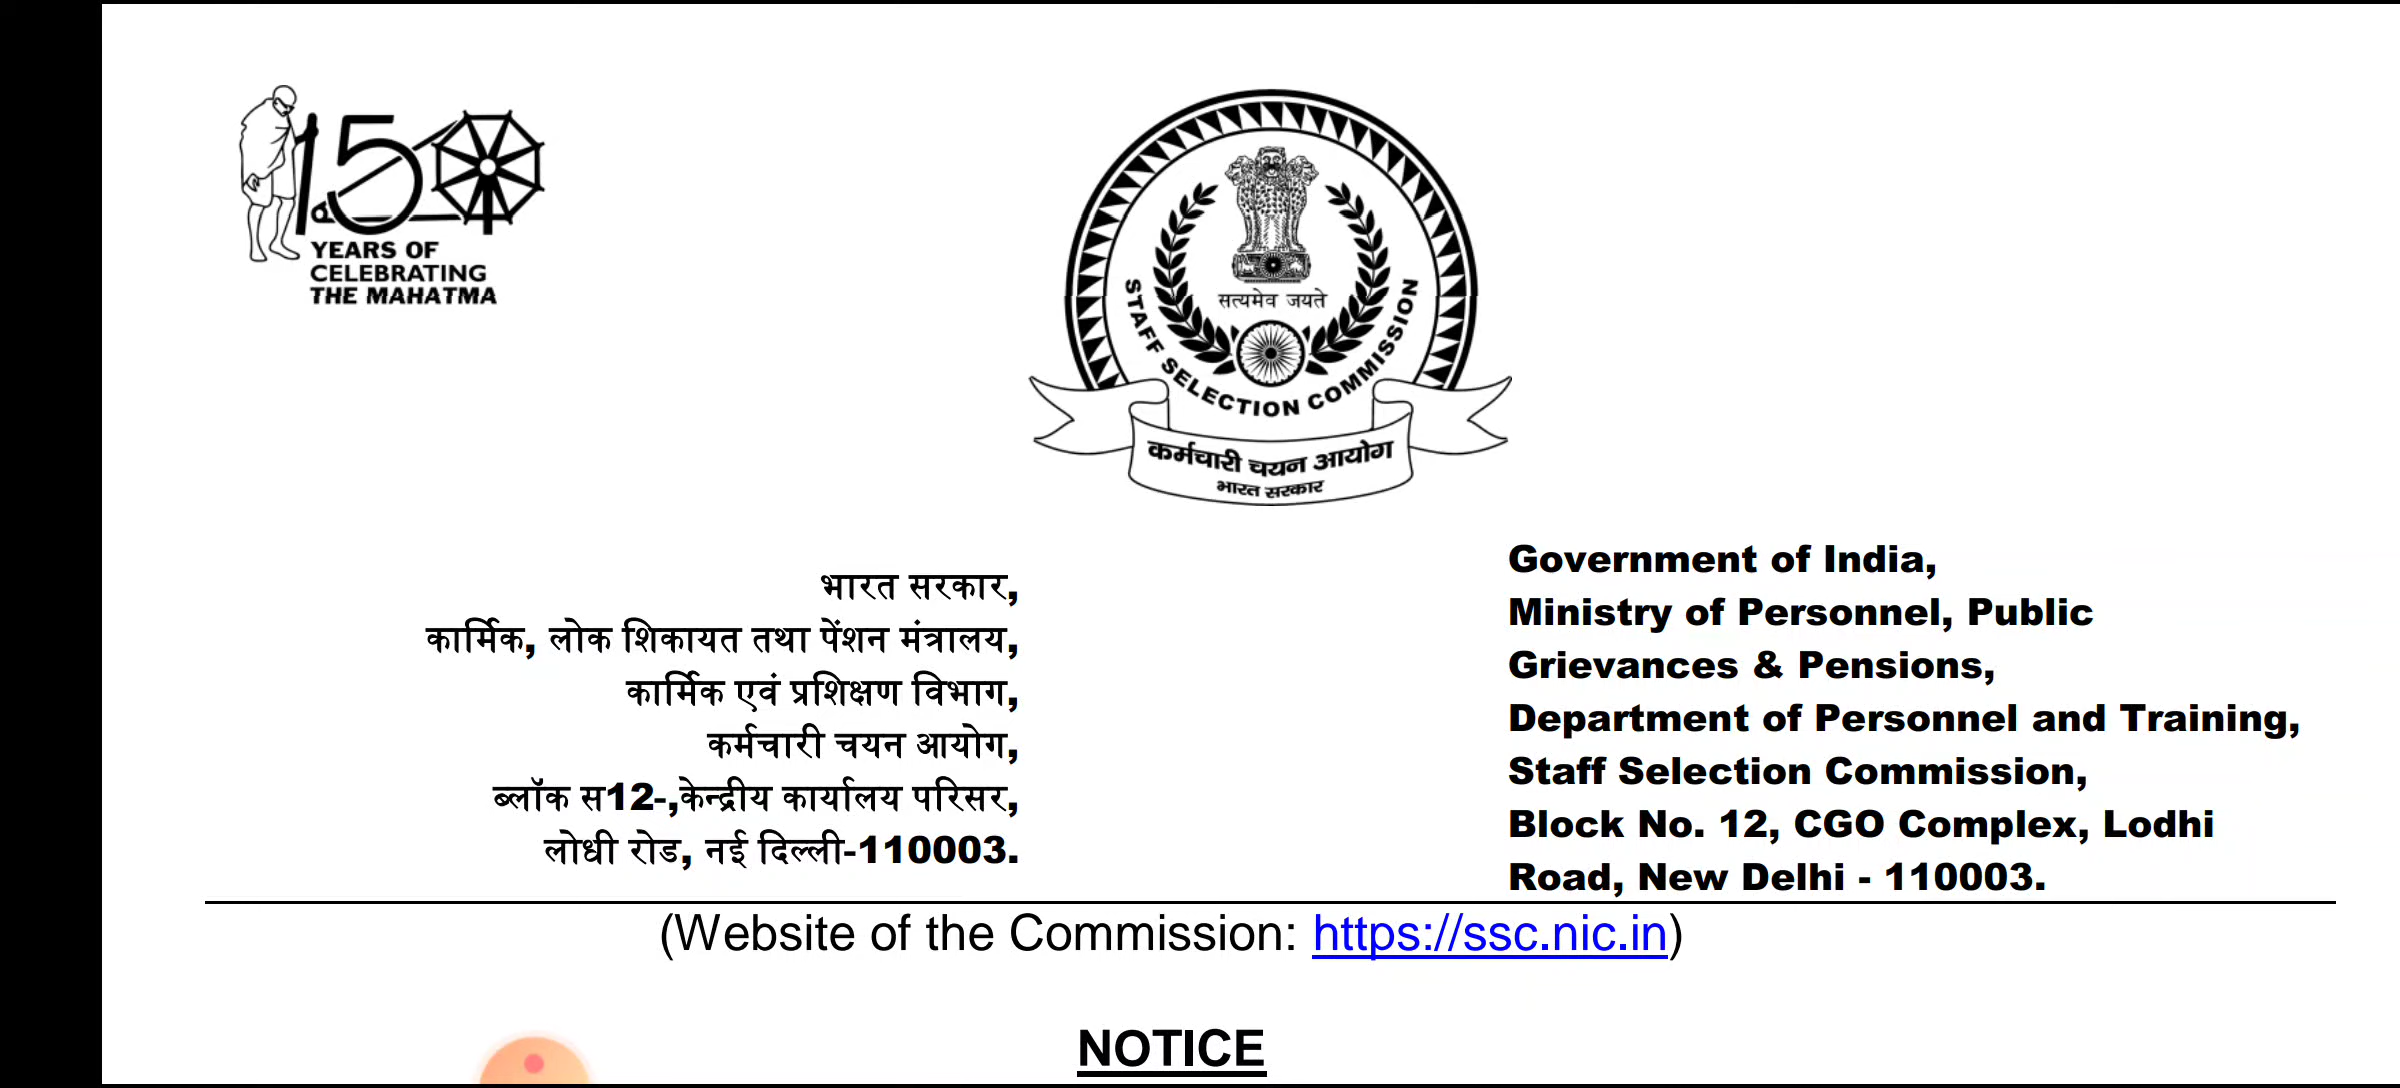 150
YEARS OF
CELEBRATING
THE MAHATMA
सत्यमेव जयते
STAFF SELECTION COMMISSION
कर्मचारी चयन आयोग
भारत सरकार
भारत सरकार,
कार्मिक, लोक शिकायत तथा पेंशन मंत्रालय,
कार्मिक एवं प्रशिक्षण विभाग,
कर्मचारी चयन आयोग,
ब्लॉक स12-,केन्द्रीय कार्यालय परिसर,
लोधी रोड, नई दिल्ली-110003.
Government of India,
Ministry of Personnel, Public
Grievances & Pensions,
Department of Personnel and Training,
Staff Selection Commission,
Block No. 12, CGO Complex, Lodhi
Road, New Delhi - 110003.
(Website of the Commission: https://ssc.nic.in)
NOTICE